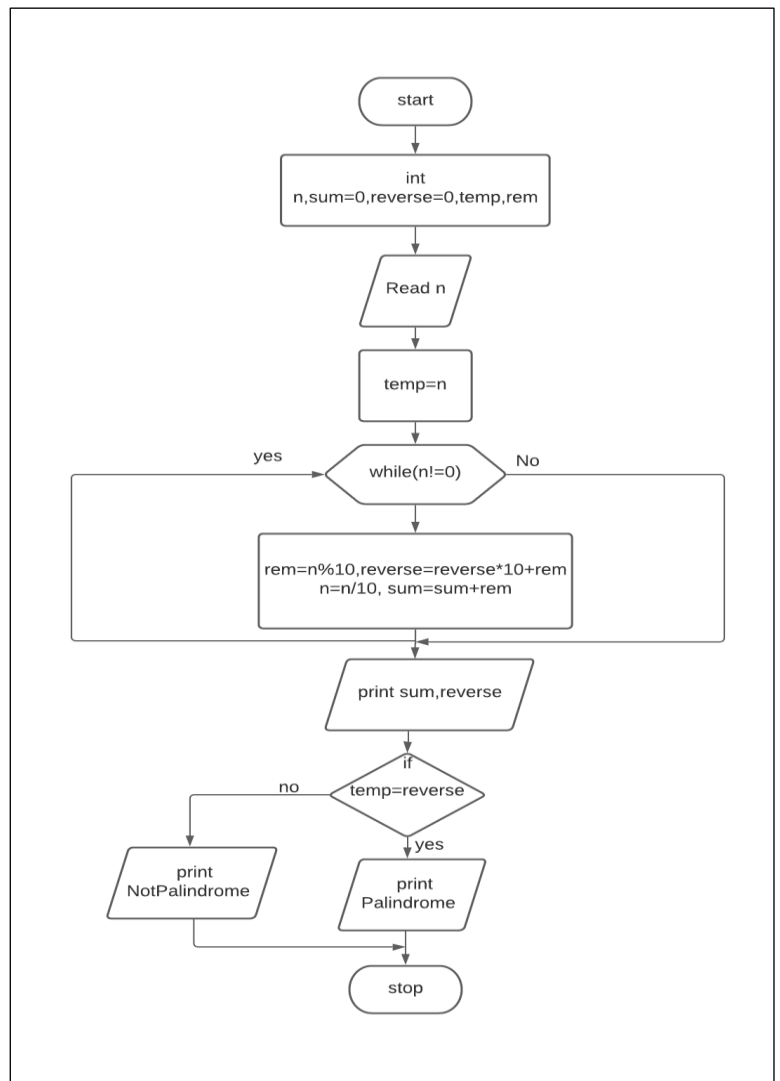 start
int
n,sum=0,reverse=0,temp,rem
Read n
temp=n
yes
while(n!=0)
No
rem=n%10,reverse=reverse*10+rem
n=n/10, sum=sum+rem
print sum,reverse
if
temp=reverse
no
yes
print
NotPalindrome
print
Palindrome
stop